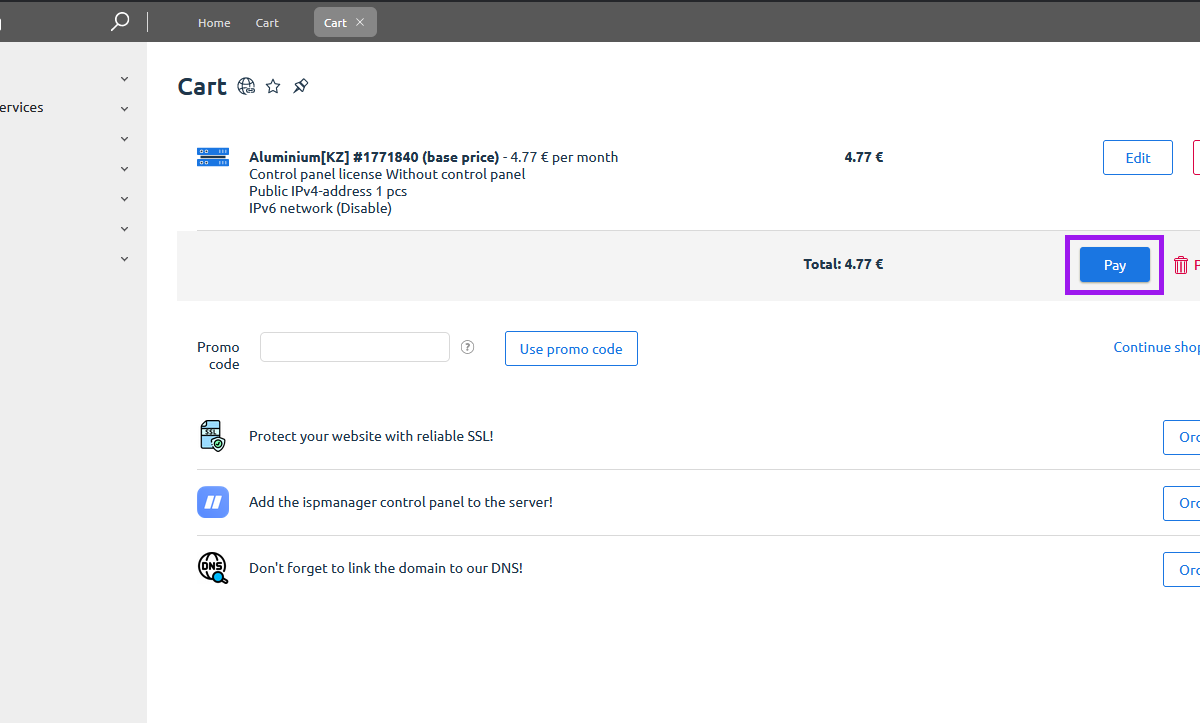 Home Cart Cart
ervices
Cart
Aluminium[KZ] #1771840 (base price) - 4.77 € per month 4.77 € Edit
Control panel license Without control panel
Public IPv4-address 1 pcs
IPv6 network (Disable)
Total: 4.77 € Pay
Promo code ? Use promo code Continue shop
SSL Protect your website with reliable SSL! Ord
Add the ispmanager control panel to the server! Ord
DNS Don't forget to link the domain to our DNS! Ord